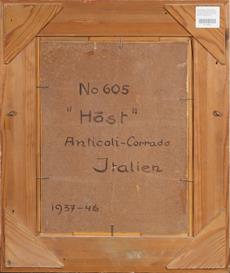 No 605
"Höst"
Anticoli-Corrado
Italien
1937-46